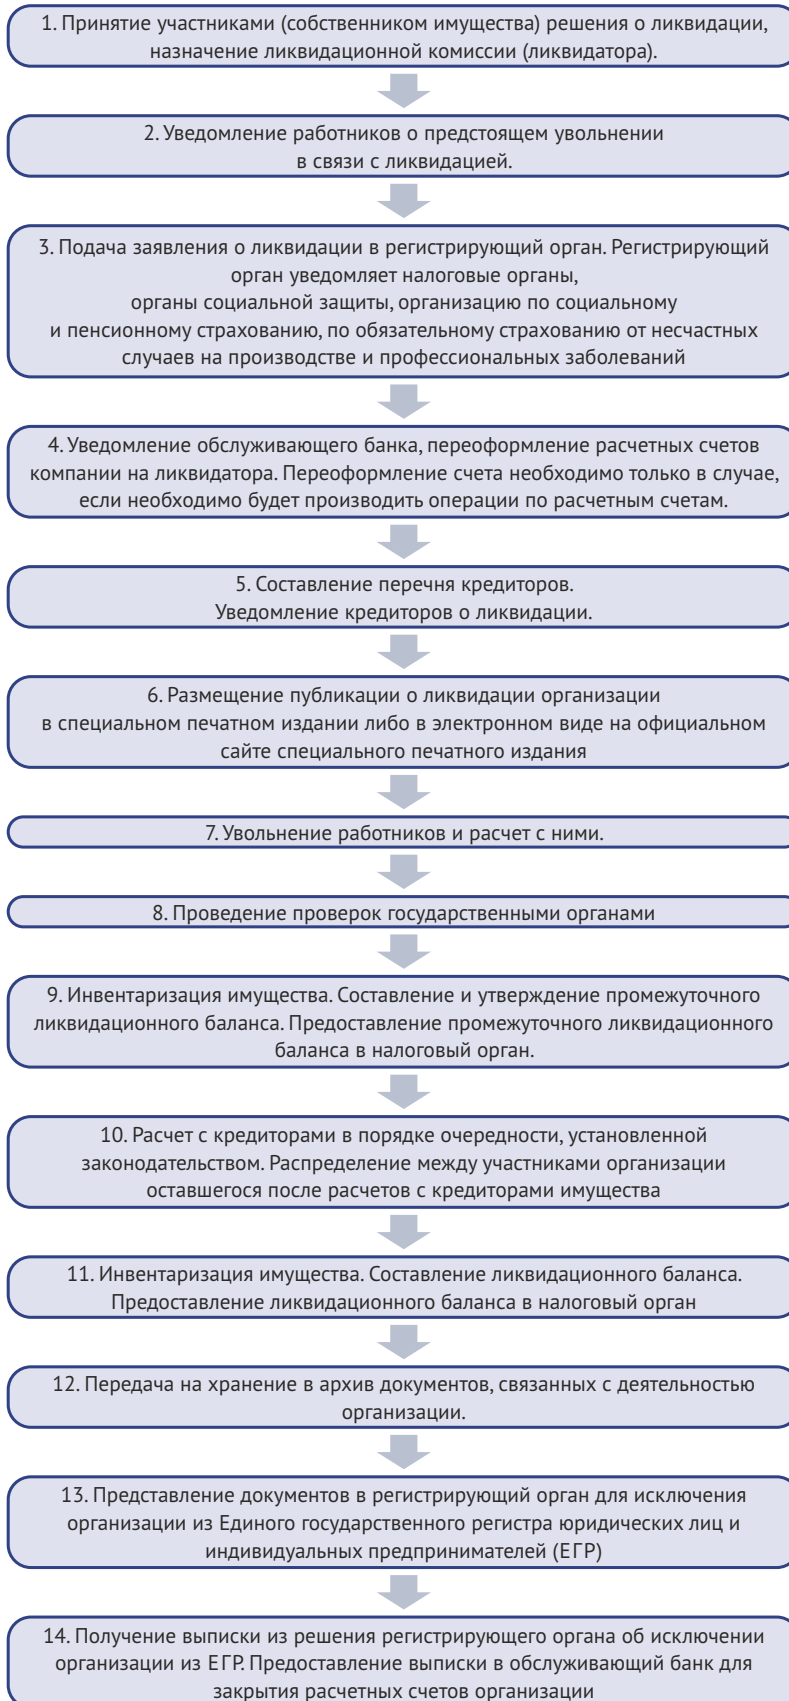 1. Принятие участниками (собственником имущества) решения о ликвидации,
назначение ликвидационной комиссии (ликвидатора).
2. Уведомление работников о предстоящем увольнении
в связи с ликвидацией.
3. Подача заявления о ликвидации в регистрирующий орган. Регистрирующий
орган уведомляет налоговые органы,
органы социальной защиты, организацию по социальному
и пенсионному страхованию, по обязательному страхованию от несчастных
случаев на производстве и профессиональных заболеваний
4. Уведомление обслуживающего банка, переоформление расчетных счетов
компании на ликвидатора. Переоформление счета необходимо только в случае,
если необходимо будет производить операции по расчетным счетам.
5. Составление перечня кредиторов.
Уведомление кредиторов о ликвидации.
6. Размещение публикации о ликвидации организации
в специальном печатном издании либо в электронном виде на официальном
сайте специального печатного издания
7. Увольнение работников и расчет с ними.
8. Проведение проверок государственными органами
9. Инвентаризация имущества. Составление и утверждение промежуточного
ликвидационного баланса. Предоставление промежуточного ликвидационного
баланса в налоговый орган.
10. Расчет с кредиторами в порядке очередности, установленной
законодательством. Распределение между участниками организации
оставшегося после расчетов с кредиторами имущества
11. Инвентаризация имущества. Составление ликвидационного баланса.
Предоставление ликвидационного баланса в налоговый орган
12. Передача на хранение в архив документов, связанных с деятельностью
организации.
13. Представление документов в регистрирующий орган для исключения
организации из Единого государственного регистра юридических лиц и
индивидуальных предпринимателей (ЕГР)
14. Получение выписки из решения регистрирующего органа об исключении
организации из ЕГР. Предоставление выписки в обслуживающий банк для
закрытия расчетных счетов организации